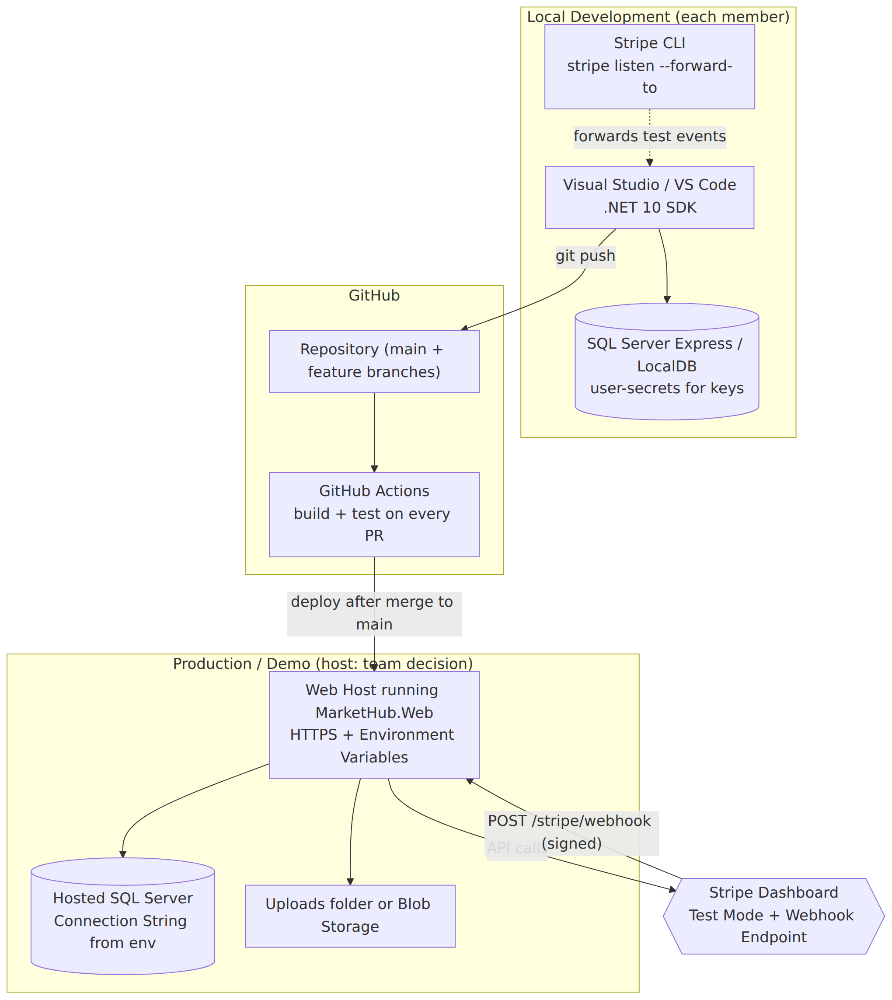 Local Development (each member)
Stripe CLI
stripe listen --forward-
to
forwards test events
Visual Studio / VS Code
.NET 10 SDK
git push
SQL Server Express /
LocalDB
user-secrets for keys
GitHub
Repository (main +
feature branches)
GitHub Actions
build + test on every
PR
deploy after merge to
main
Production / Demo (host: team decision)
Web Host running
MarketHub.Web
HTTPS + Environment
Variables
POST /stripe/webhook
(signed)
API calls
Hosted SQL Server
Connection String
from env
Uploads folder or Blob
Storage
Stripe Dashboard
Test Mode + Webhook
Endpoint